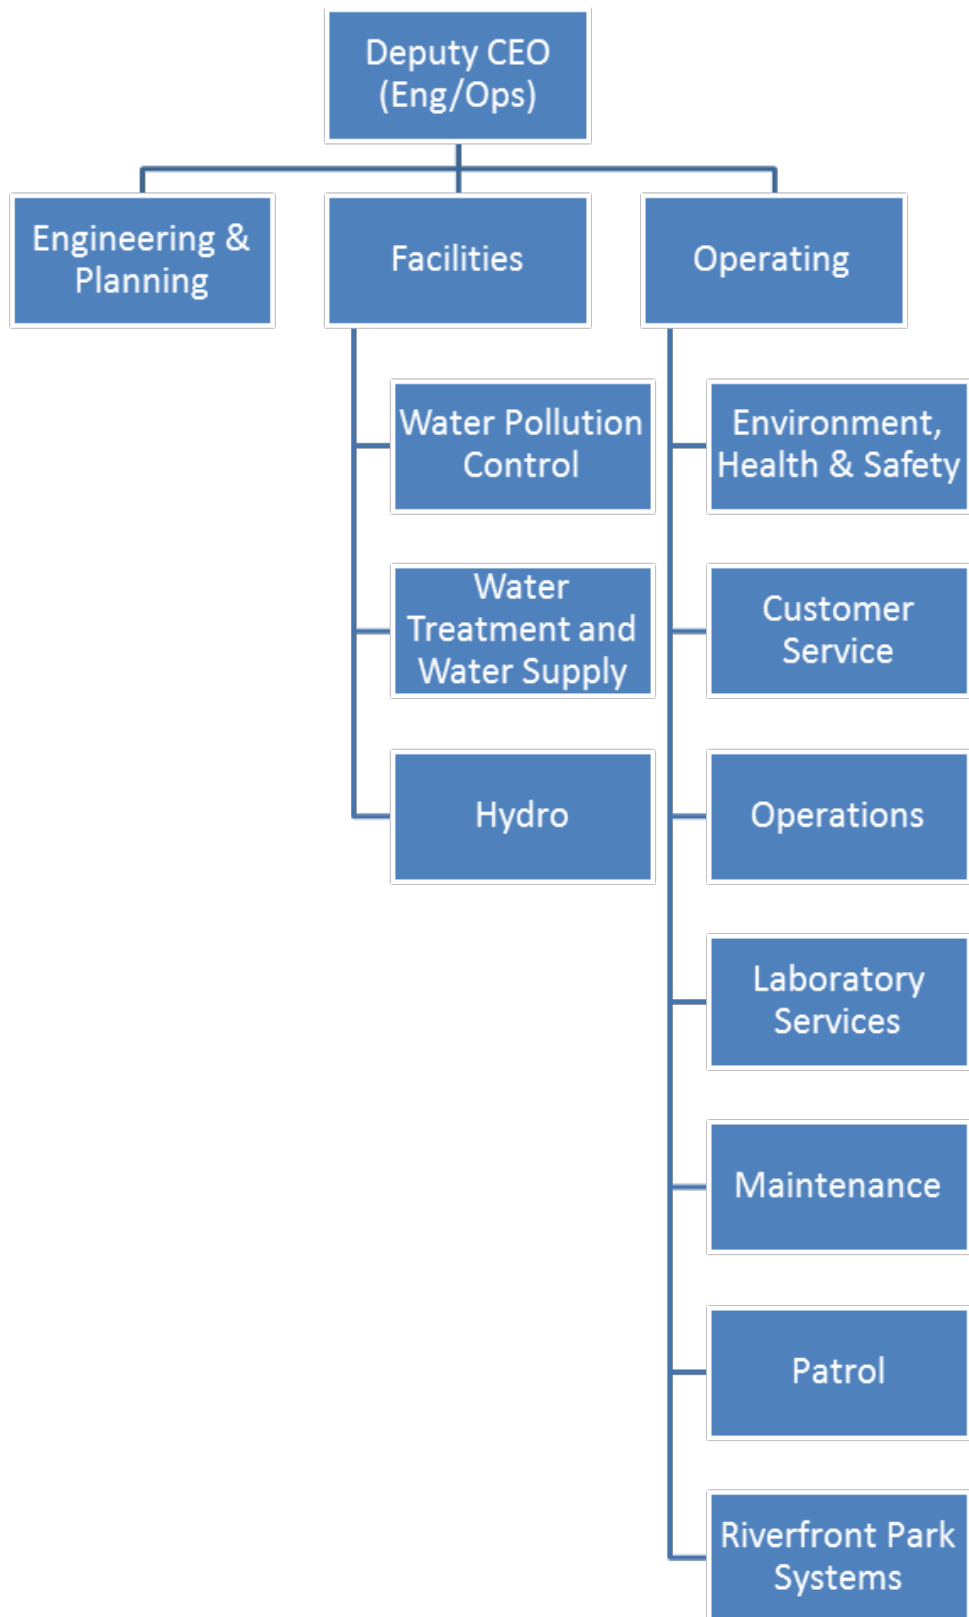 Deputy CEO
(Eng/Ops)
Engineering &
Planning
Facilities
Operating
Water Pollution
Control
Water
Treatment and
Water Supply
Hydro
Environment,
Health & Safety
Customer
Service
Operations
Laboratory
Services
Maintenance
Patrol
Riverfront Park
Systems